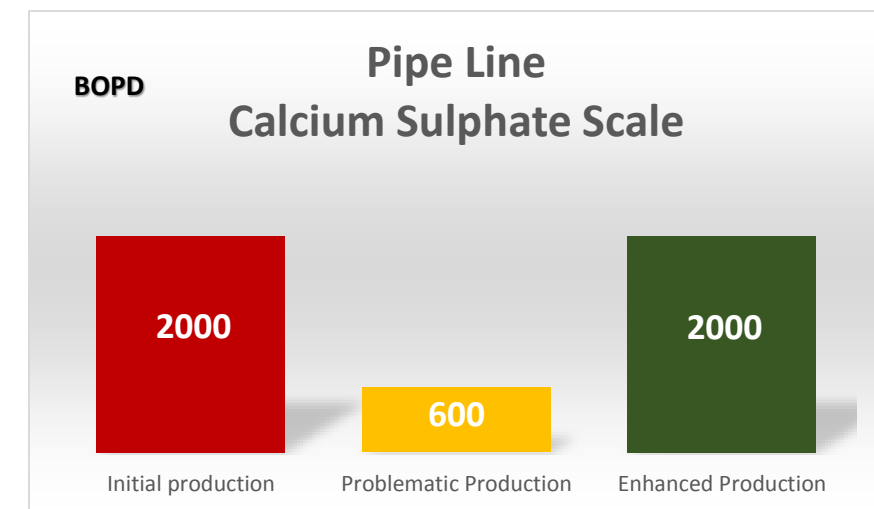 BOPD
Pipe Line
Calcium Sulphate Scale
2000
600
2000
Initial production
Problematic Production
Enhanced Production